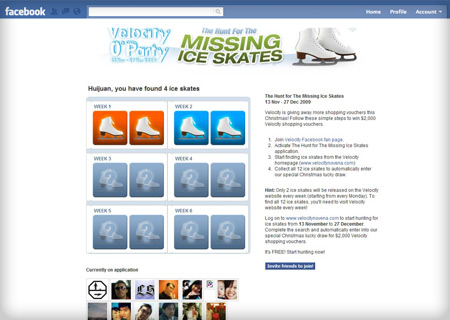 facebook
Home Profile Account
Velocity
O'Party
The Hunt For The
MISSING
ICE SKATES
Huijuan, you have found 4 ice skates
WEEK 1
WEEK 2
WEEK 3
WEEK 4
WEEK 5
WEEK 6
Currently on application
The Hunt for The Missing Ice Skates
13 Nov - 27 Dec 2009
Velocity is giving away more shopping vouchers this
Christmas! Follow these simple steps to win $2,000
Velocity shopping vouchers.
1. Join Velocity Facebook fan page.
2. Activate The Hunt for The Missing Ice Skates
application.
3. Start finding ice skates from the Velocity
homepage (www.velocitynovena.com)
4. Collect all 12 ice skates to automatically enter
our special Christmas lucky draw.
Hint: Only 2 ice skates will be released on the Velocity
website every week (starting from every Monday). To
find all 12 ice skates, you'll need to visit Velocity
website every week!
Log on to www.velocitynovena.com to start hunting for
ice skates from 13 November to 27 December.
Complete the search and automatically enter into our
special Christmas lucky draw for $2,000 Velocity
shopping vouchers.
It's FREE! Start hunting now!
Invite friends to join!